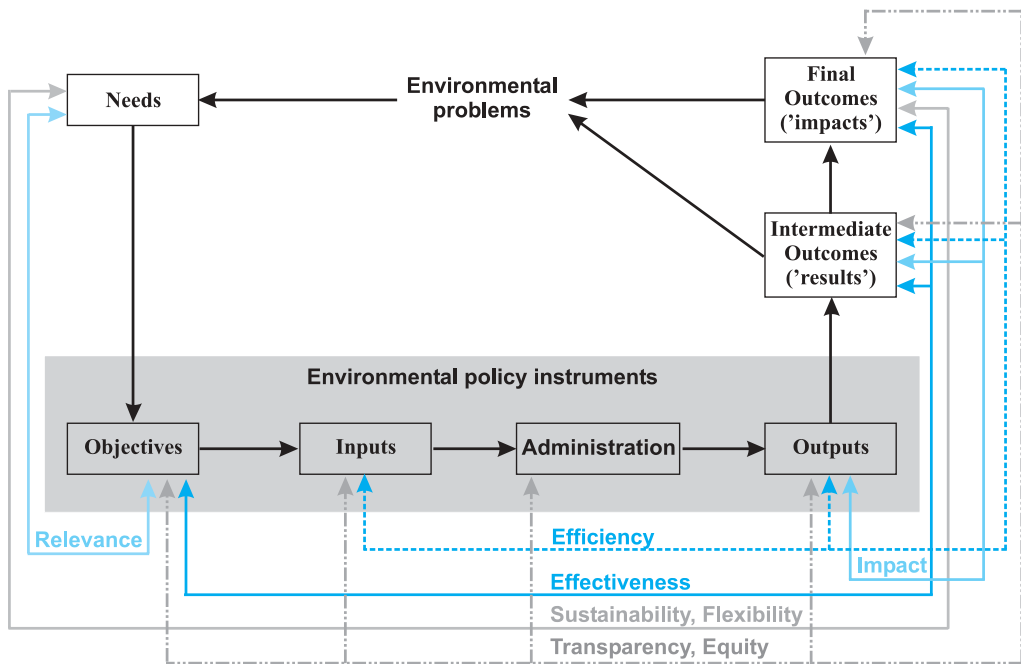 Needs
Environmental
problems
Final
Outcomes
('impacts')
Intermediate
Outcomes
('results')
Environmental policy instruments
Objectives
Inputs
Administration
Outputs
Relevance
Efficiency
Impact
Effectiveness
Sustainability, Flexibility
Transparency, Equity